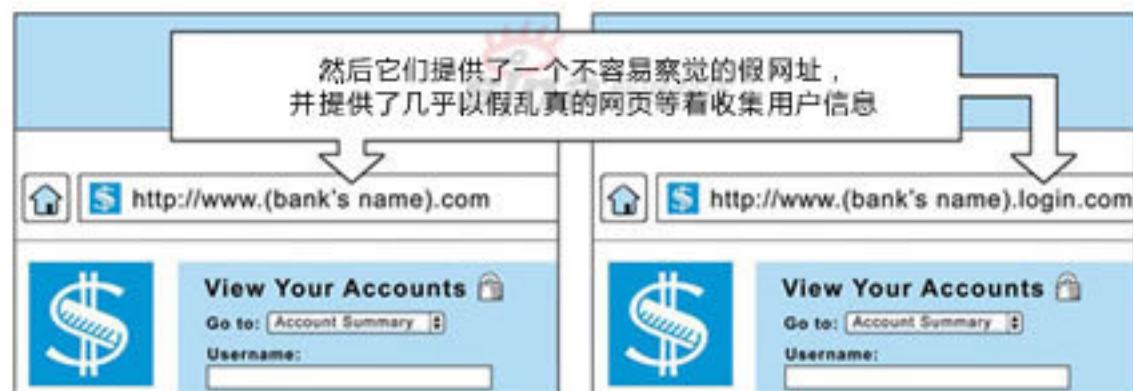 然后它们提供了一个不容易察觉的假网址，
并提供了几乎以假乱真的网页等着收集用户信息
http://www.(bank's name).com
http://www.(bank's name).login.com
View Your Accounts
Go to: Account Summary
Username:
View Your Accounts
Go to: Account Summary
Username: